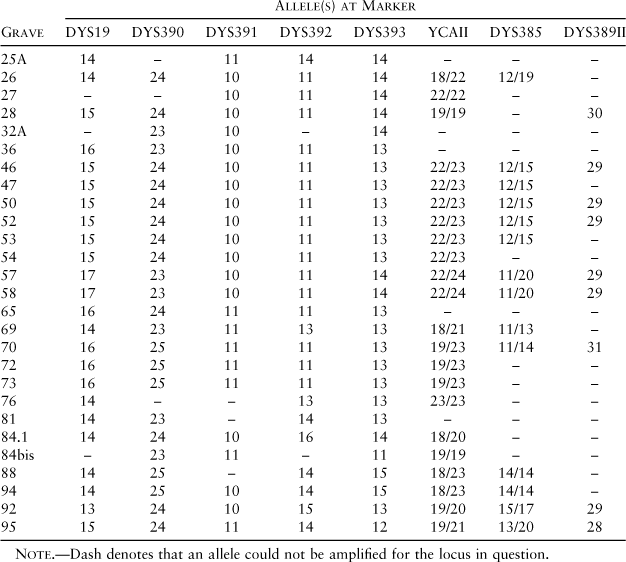 ALLELE(S) AT MARKER
GRAVE DYS19 DYS390 DYS391 DYS392 DYS393 YCAII DYS385 DYS389II
25A 14 – 11 14 14 – – –
26 14 24 10 11 14 18/22 12/19 –
27 – – 10 11 14 22/22 – –
28 15 24 10 11 14 19/19 – 30
32A – 23 10 – 14 – – –
36 16 23 10 11 13 – – –
46 15 24 10 11 13 22/23 12/15 29
47 15 24 10 11 13 22/23 12/15 –
50 15 24 10 11 13 22/23 12/15 29
52 15 24 10 11 13 22/23 12/15 29
53 15 24 10 11 13 22/23 12/15 –
54 15 24 10 11 13 22/23 – –
57 17 23 10 11 14 22/24 11/20 29
58 17 23 10 11 14 22/24 11/20 29
65 16 24 11 11 13 – – –
69 14 23 11 13 13 18/21 11/13 –
70 16 25 11 11 13 19/23 11/14 31
72 16 25 11 11 13 19/23 – –
73 16 25 11 11 13 19/23 – –
76 14 – – 13 13 23/23 – –
81 14 23 – 14 13 – – –
84.1 14 24 10 16 14 18/20 – –
84bis – 23 11 – 11 19/19 – –
88 14 25 – 14 15 18/23 14/14 –
94 14 25 10 14 15 18/23 14/14 –
92 13 24 10 15 13 19/20 15/17 29
95 15 24 11 14 12 19/21 13/20 28
NOTE.—Dash denotes that an allele could not be amplified for the locus in question.